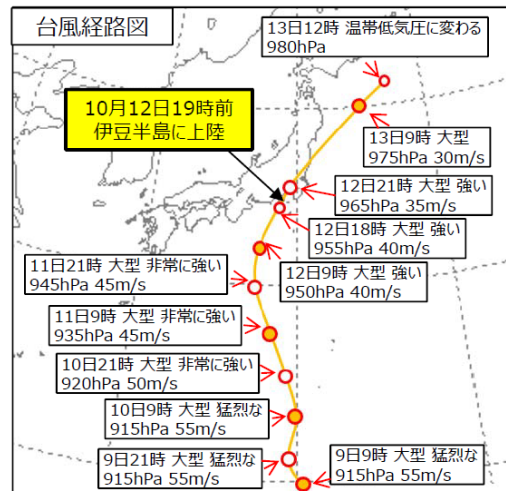 台風経路図
13日12時 温帯低気圧に変わる
980hPa
10月12日19時前
伊豆半島に上陸
13日9時 大型
975hPa 30m/s
12日21時 大型 強い
965hPa 35m/s
12日18時 大型 強い
955hPa 40m/s
11日21時 大型 非常に強い
945hPa 45m/s
12日9時 大型 強い
950hPa 40m/s
11日9時 大型 非常に強い
935hPa 45m/s
10日21時 大型 非常に強い
920hPa 50m/s
10日9時 大型 猛烈な
915hPa 55m/s
9日21時 大型 猛烈な
915hPa 55m/s
9日9時 大型 猛烈な
915hPa 55m/s